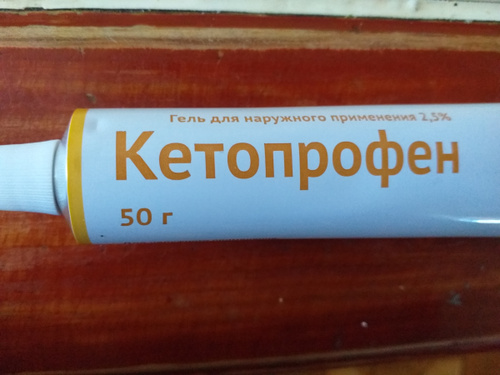 Гель для наружного применения 2,5%
Кетопрофен
50 г